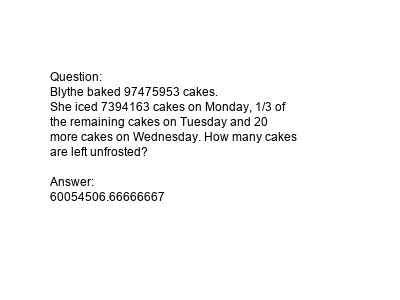 Question:
Blythe baked 97475953 cakes.
She iced 7394163 cakes on Monday, 1/3 of
the remaining cakes on Tuesday and 20
more cakes on Wednesday. How many cakes
are left unfrosted?

Answer:
60054506.66666667